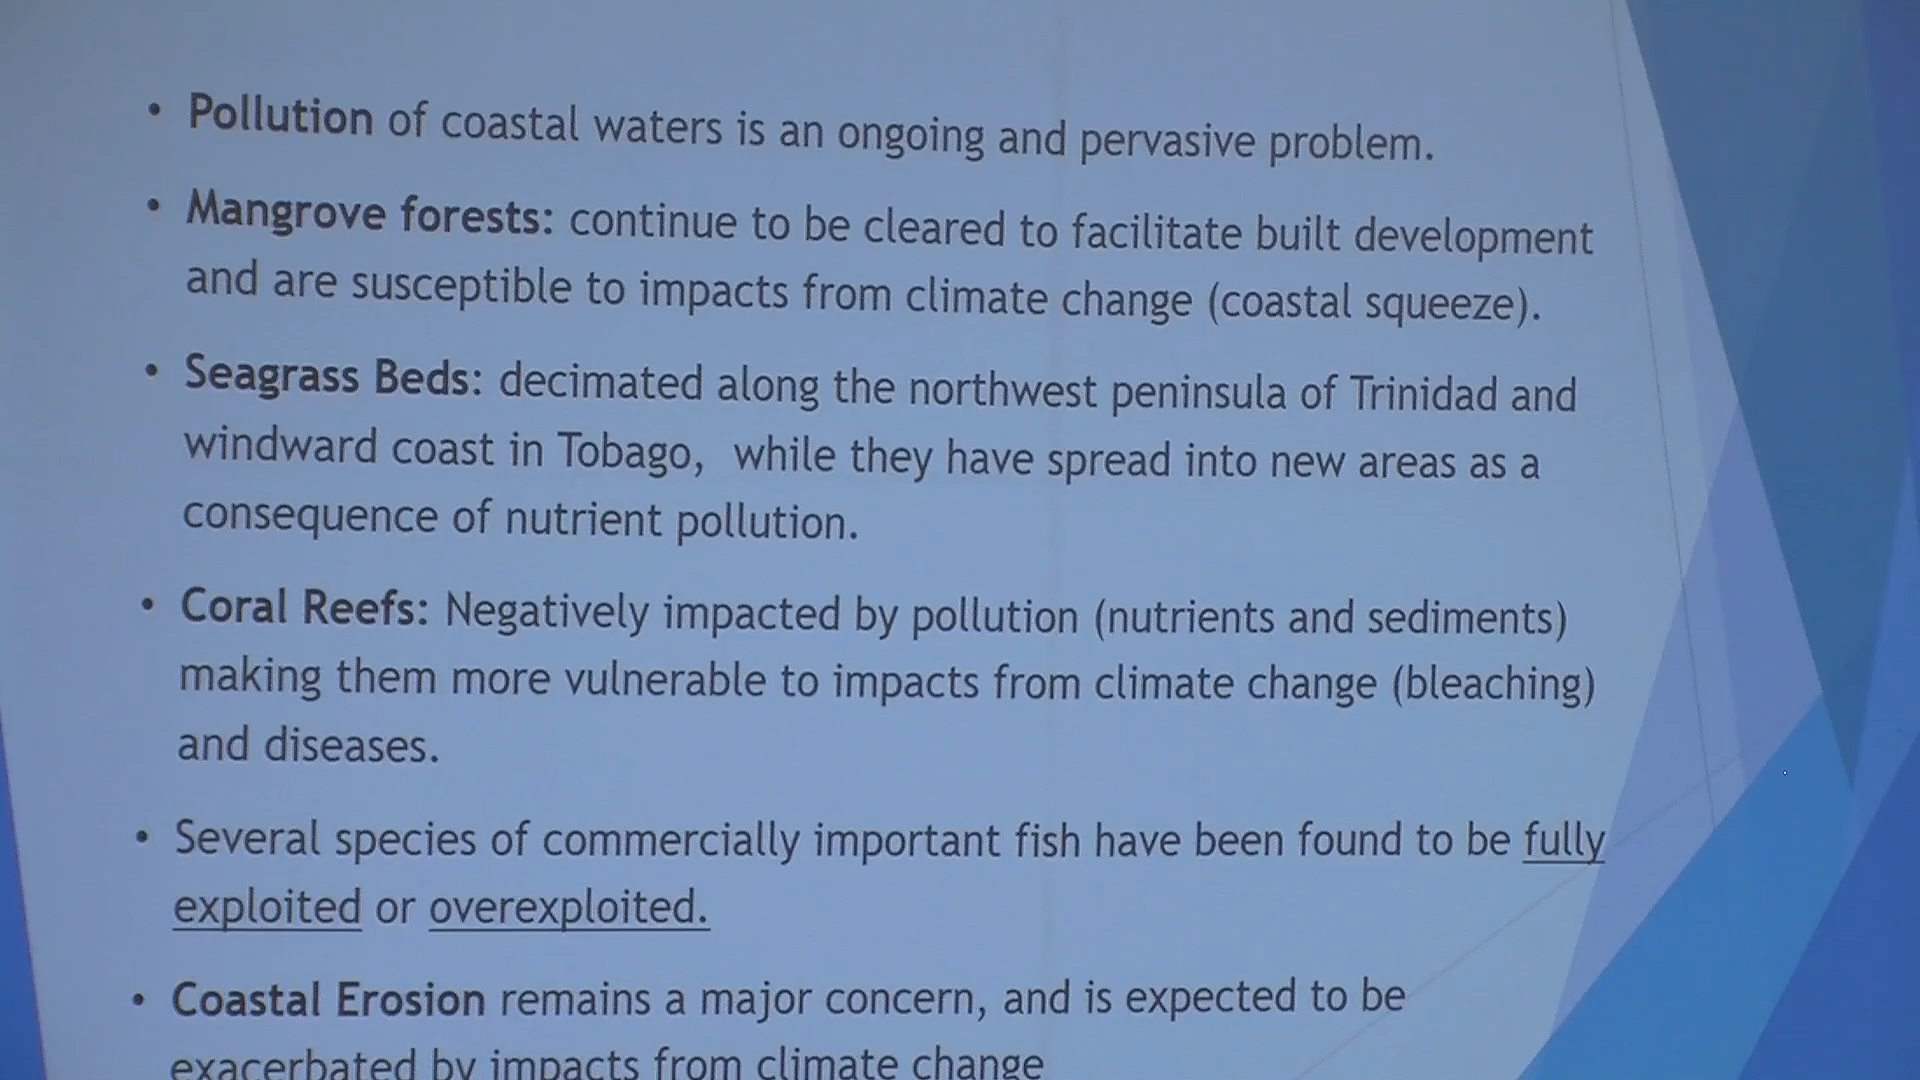 • Pollution of coastal waters is an ongoing and pervasive problem.
• Mangrove forests: continue to be cleared to facilitate built development
and are susceptible to impacts from climate change (coastal squeeze).
• Seagrass Beds: decimated along the northwest peninsula of Trinidad and
windward coast in Tobago, while they have spread into new areas as a
consequence of nutrient pollution.
• Coral Reefs: Negatively impacted by pollution (nutrients and sediments)
making them more vulnerable to impacts from climate change (bleaching)
and diseases.
• Several species of commercially important fish have been found to be fully
exploited or overexploited.
• Coastal Erosion remains a major concern, and is expected to be
exacerbated by impacts from climate change